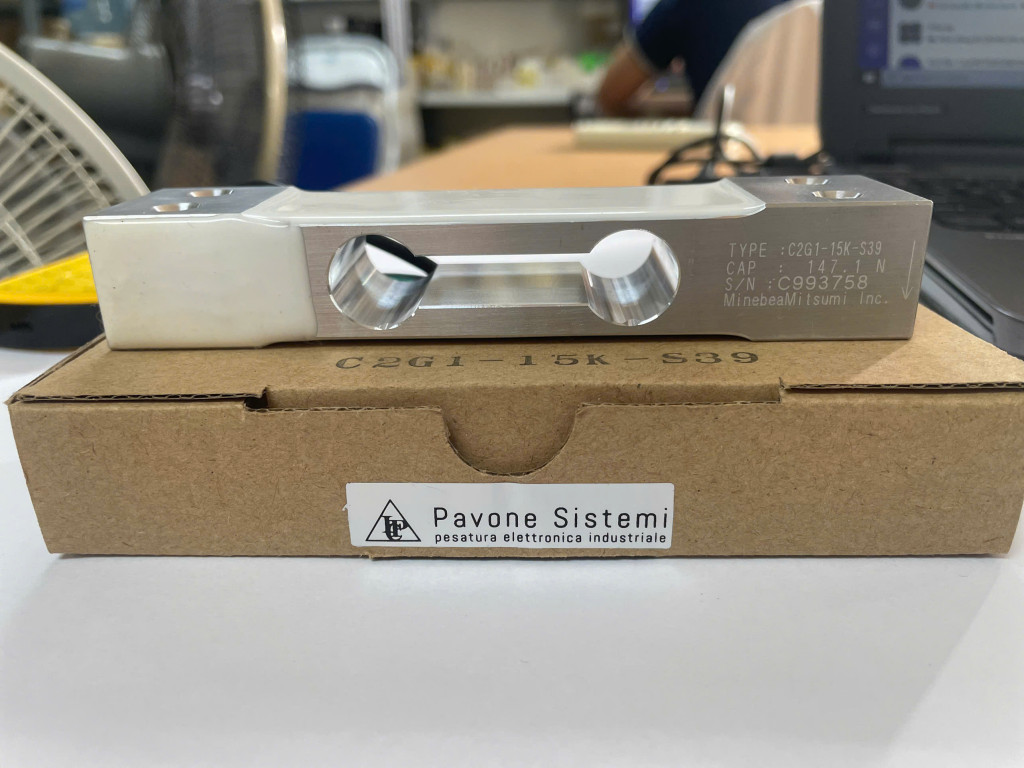 TYPE :C2G1-15K-S39
CAP : 147.1 N
S/N :C993758
MinebeaMitsumi Inc.
C2G1-15K-S39
Pavone Sistemi
pesatura elettronica industriale